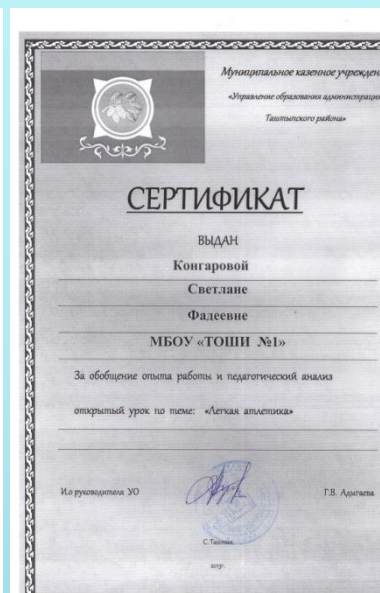 Муниципальное казенное учрежден
«Управление образования администрации
Таштыпского района»
СЕРТИФИКАТ
ВЫДАН
Конгаровой
Светлане
Фадеевне
МБОУ «ТОШИ №1»
За обобщение опыта работы и педагогический анализ
открытый урок по теме: «Легкая атлетика»
И.о руководителя УО
Г.В. Адыгаева
С.Таштып,